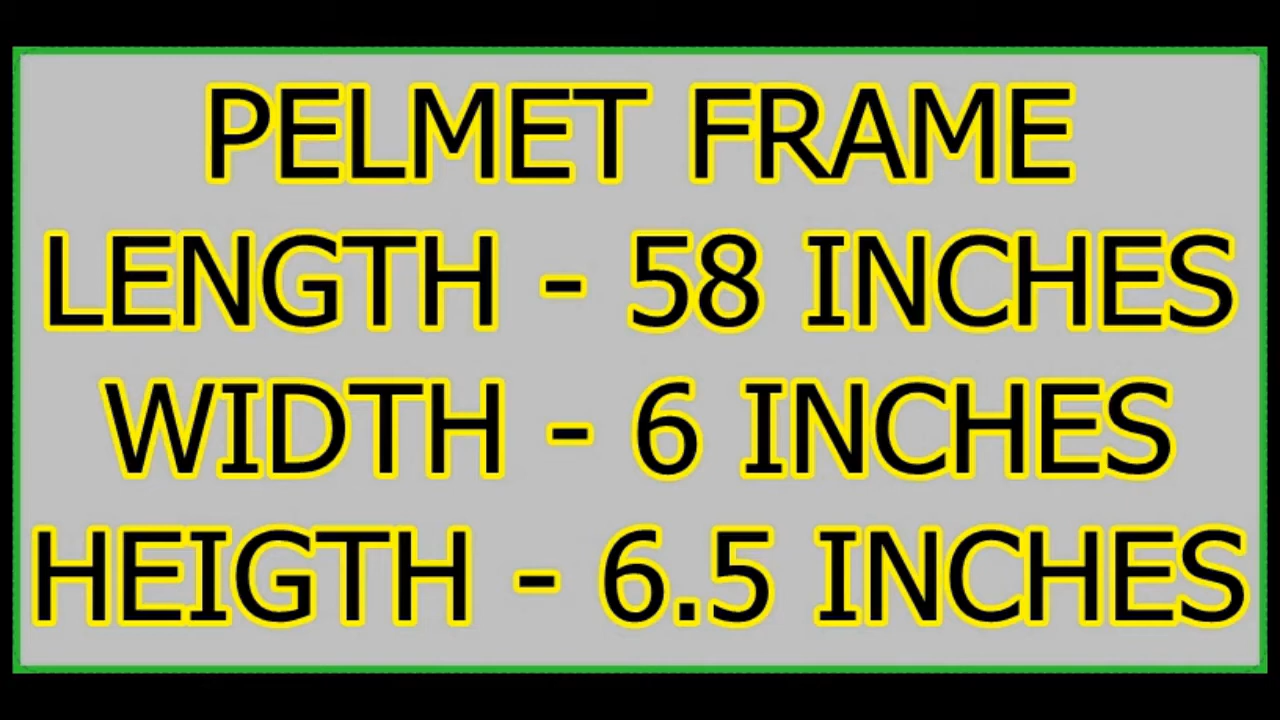 PELMET FRAME
LENGTH - 58 INCHES
WIDTH - 6 INCHES
HEIGTH - 6.5 INCHES